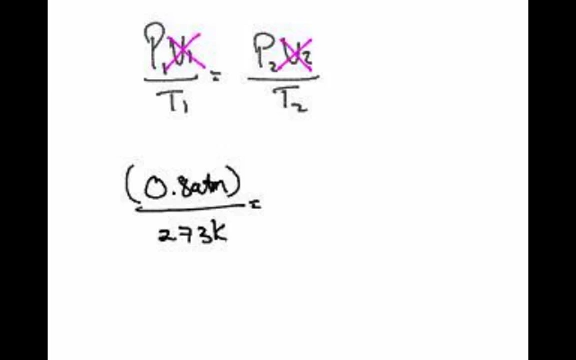 P₁V₁/T₁ = P₂V₂/T₂
(0.8atm)/273K =